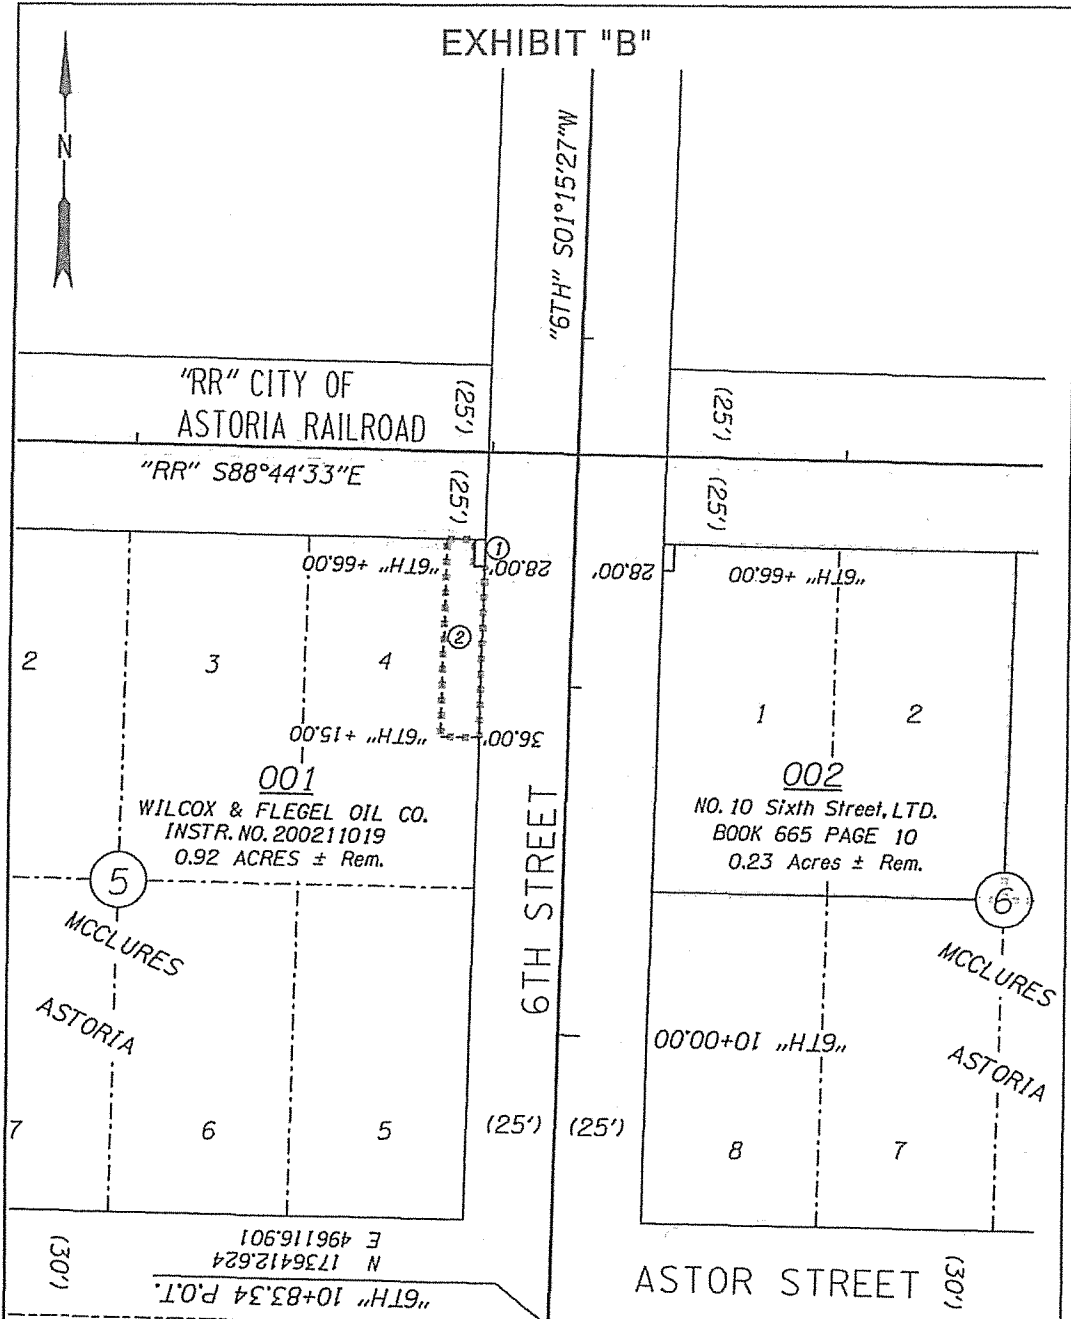 EXHIBIT "B"
N
"6TH" S01°15'27"W
"RR" CITY OF
ASTORIA RAILROAD
(25')
(25')
"RR" S88°44'33"E
(25')
(25')
1
"6TH" +66.00
28.00'
28.00'
"6TH" +66.00
2
2
3
4
1
2
"6TH" +15.00
36.00'
001
WILCOX & FLEGEL OIL CO.
INSTR. NO. 200211019
0.92 ACRES ± Rem.
002
NO. 10 Sixth Street, LTD.
BOOK 665 PAGE 10
0.23 Acres ± Rem.
5
MCCLURES
ASTORIA
6TH STREET
6
MCCLURES
ASTORIA
"6TH" 10+00.00
7
6
5
(25')
(25')
8
7
(30')
"6TH" 10+83.34 P.O.T.
N 1736412.624
E 496116.901
ASTOR STREET
(30')